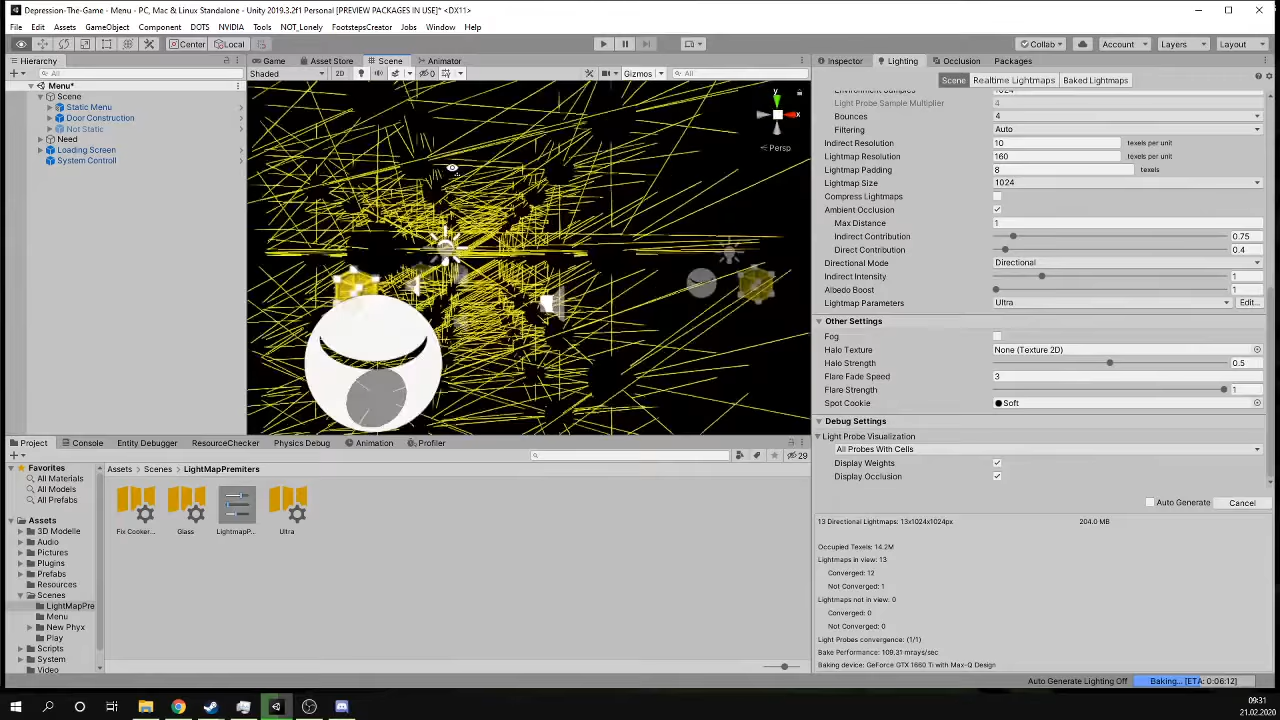 Depression-The-Game - Menu - PC, Mac & Linux Standalone - Unity 2019.3.2f1 Personal [PREVIEW PACKAGES IN USE]* <DX11>
File Edit Assets GameObject Component DOTS NVIDIA Tools NOT_Lonely FootstepsCreator Jobs Window Help
Center Local Collab Account Layers Layout
Hierarchy
All
Menu*
Scene
Static Menu
Door Construction
Not Static
Need
Loading Screen
System Controll
Game Asset Store Scene Animator
Shaded 2D 0 Gizmos All
y
x
Persp
Inspector Lighting Occlusion Packages
Scene Realtime Lightmaps Baked Lightmaps
Environment Samples 1024
Light Probe Sample Multiplier 4
Bounces 4
Filtering Auto
Indirect Resolution 10 texels per unit
Lightmap Resolution 160 texels per unit
Lightmap Padding 8 texels
Lightmap Size 1024
Compress Lightmaps
Ambient Occlusion
Max Distance 1
Indirect Contribution 0.75
Direct Contribution 0.4
Directional Mode Directional
Indirect Intensity 1
Albedo Boost 1
Lightmap Parameters Ultra Edit...
Other Settings
Fog
Halo Texture None (Texture 2D)
Halo Strength 0.5
Flare Fade Speed 3
Flare Strength 1
Spot Cookie Soft
Debug Settings
Light Probe Visualization
All Probes With Cells
Display Weights
Display Occlusion
Auto Generate Cancel
13 Directional Lightmaps: 13x1024x1024px 204.0 MB
Occupied Texels: 14.2M
Lightmaps in view: 13
Converged: 12
Not Converged: 1
Lightmaps not in view: 0
Converged: 0
Not Converged: 0
Light Probes convergence: (1/1)
Bake Performance: 109.31 mrays/sec
Baking device: GeForce GTX 1660 Ti with Max-Q Design
Project Console Entity Debugger ResourceChecker Physics Debug Animation Profiler
29
Favorites
All Materials
All Models
All Prefabs
Assets
3D Modelle
Audio
Pictures
Plugins
Prefabs
Resources
Scenes
LightMapPre
Menu
New Phyx
Play
Scripts
System
Video
Assets Scenes LightMapPremiters
Fix Cooker... Glass LightmapP... Ultra
Auto Generate Lighting Off Baking... [ETA: 0:06:12]
09:31
21.02.2020